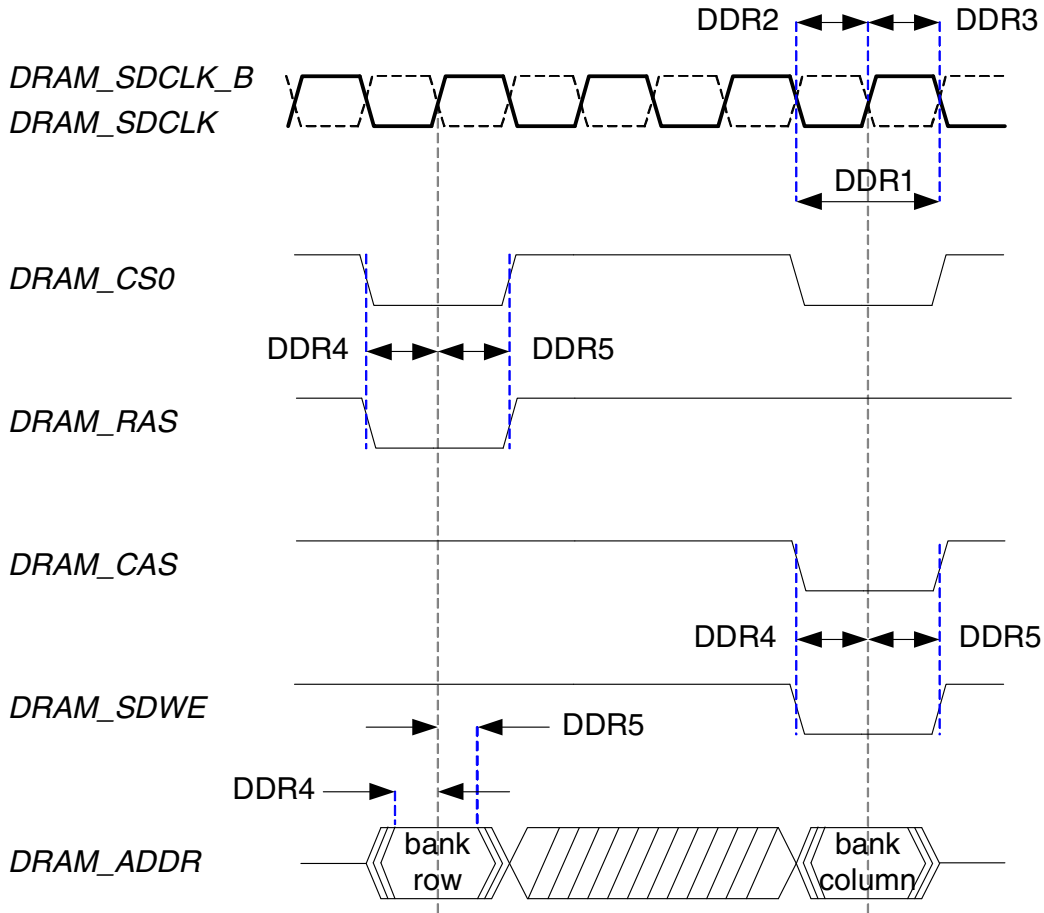 DDR2 DDR3
DRAM_SDCLK_B
DRAM_SDCLK
DDR1
DRAM_CS0
DDR4 DDR5
DRAM_RAS
DRAM_CAS
DDR4 DDR5
DRAM_SDWE
DDR5
DDR4
DRAM_ADDR
bank
row
bank
column